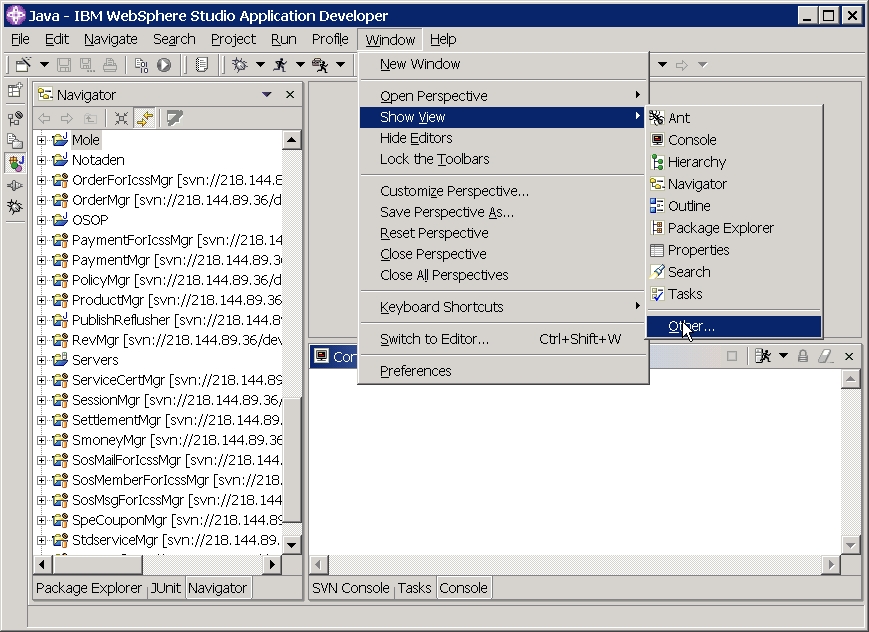 Java - IBM WebSphere Studio Application Developer
File Edit Navigate Search Project Run Profile Window Help
Navigator
Mole
Notaden
OrderForIcssMgr [svn://218.144.8
OrderMgr [svn://218.144.89.36/d
OSOP
PaymentForIcssMgr [svn://218.14
PaymentMgr [svn://218.144.89.3
PolicyMgr [svn://218.144.89.36/d
ProductMgr [svn://218.144.89.36
PublishReflusher [svn://218.144.8
RevMgr [svn://218.144.89.36/dev
Servers
ServiceCertMgr [svn://218.144.89
SessionMgr [svn://218.144.89.36/
SettlementMgr [svn://218.144.89.
SmoneyMgr [svn://218.144.89.36
SosMailForIcssMgr [svn://218.144
SosMemberForIcssMgr [svn://218.
SosMsgForIcssMgr [svn://218.144
SpeCouponMgr [svn://218.144.89
StdserviceMgr [svn://218.144.89.
Package Explorer JUnit Navigator
New Window
Open Perspective
Show View
Hide Editors
Lock the Toolbars
Customize Perspective...
Save Perspective As...
Reset Perspective
Close Perspective
Close All Perspectives
Keyboard Shortcuts
Switch to Editor... Ctrl+Shift+W
Preferences
Ant
Console
Hierarchy
Navigator
Outline
Package Explorer
Properties
Search
Tasks
Other...
Con
SVN Console Tasks Console